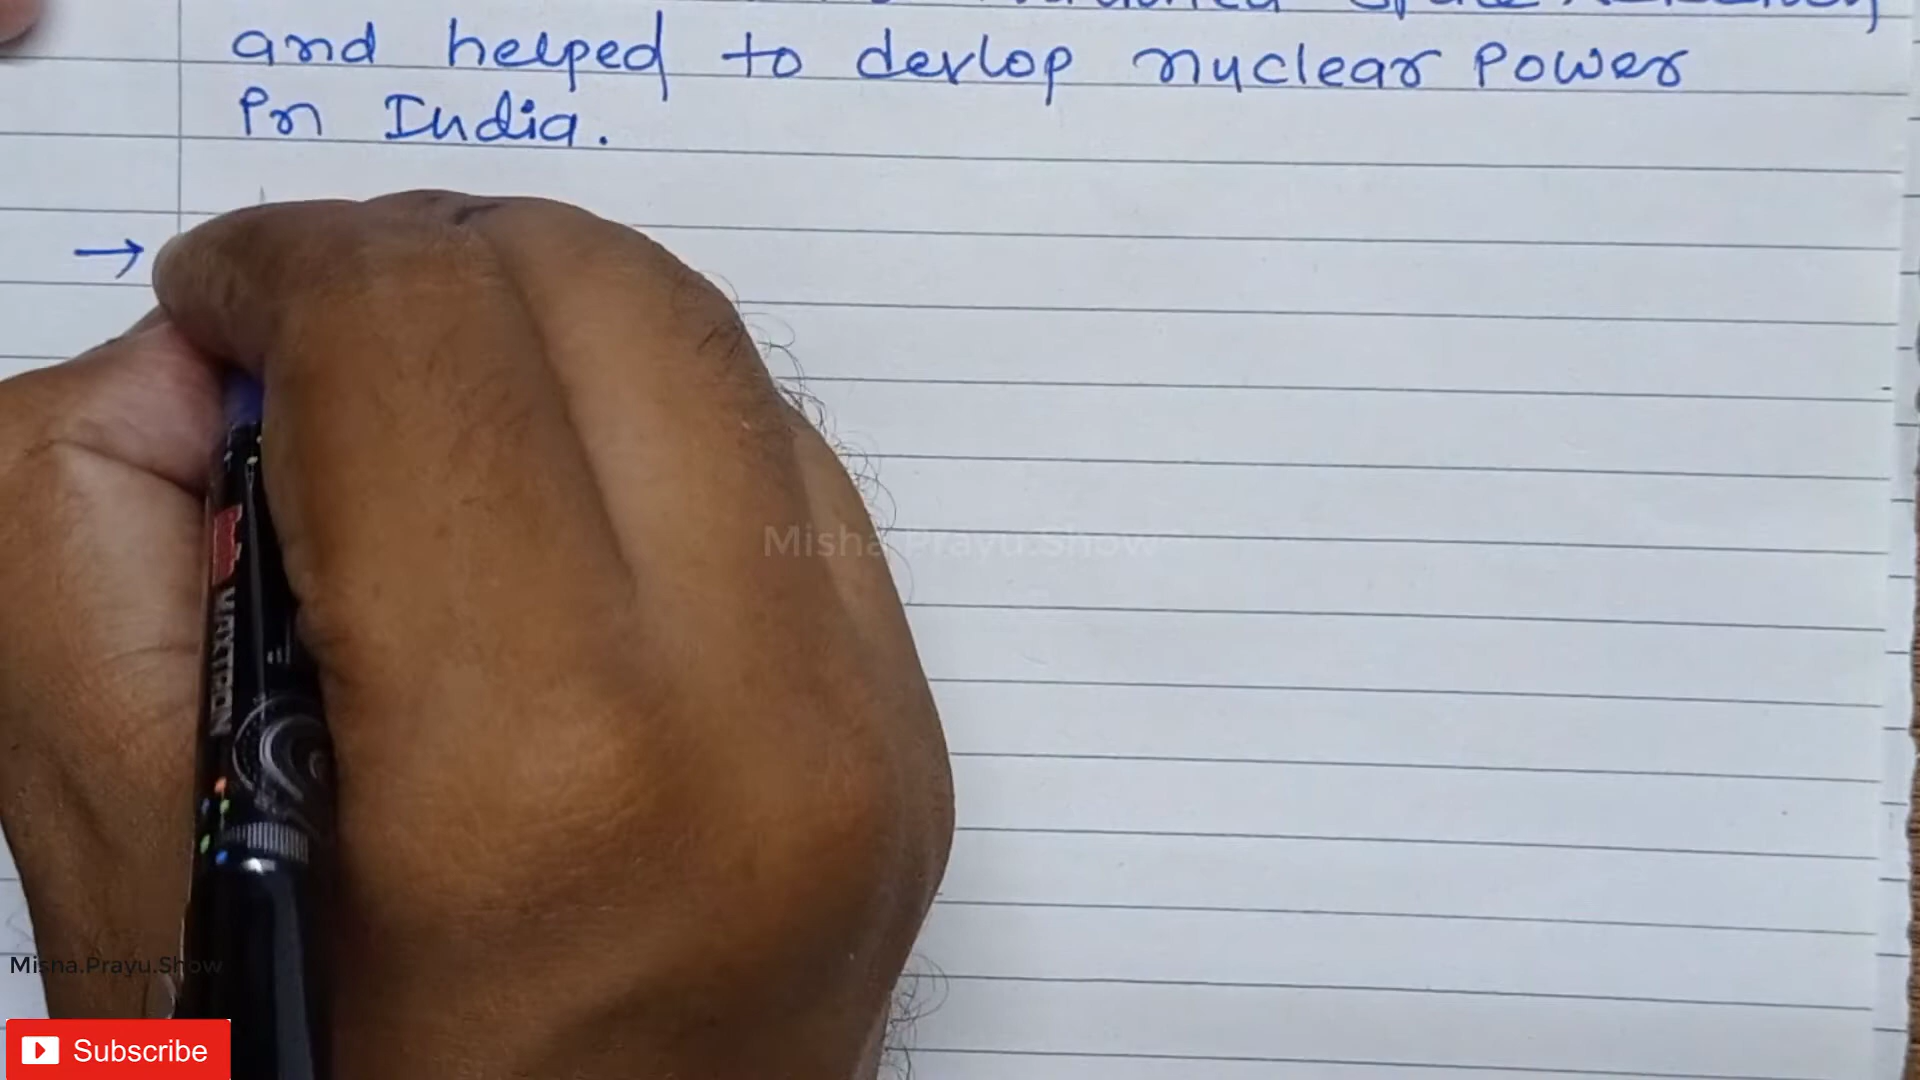 and helped to devlop nuclear power
in India.
→
Misha.Prayu.Show
Misha.Prayu.Show
Subscribe